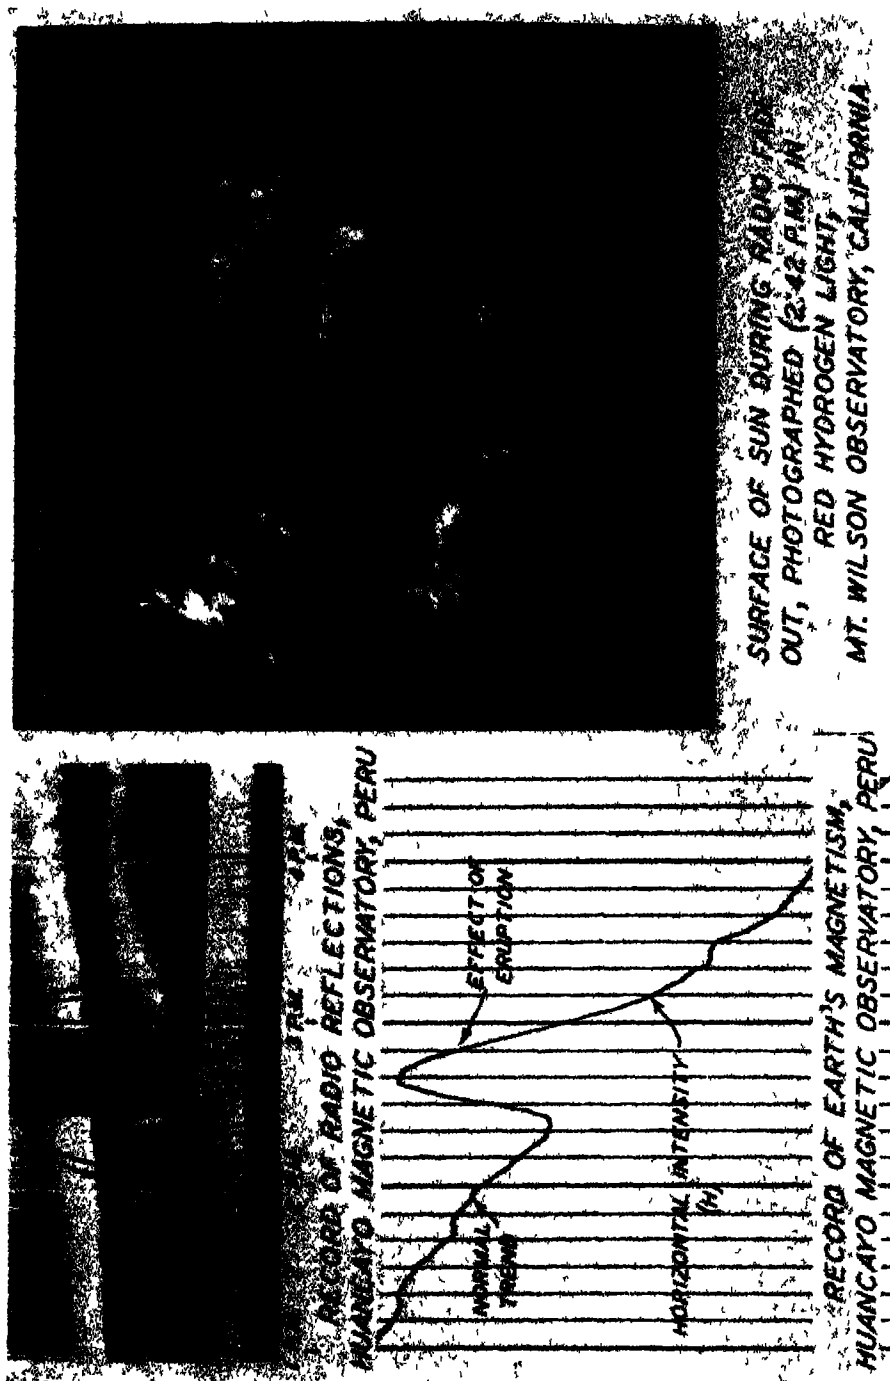 3 P.M.
4 P.M.
RECORD OF RADIO REFLECTIONS,
HUANCAYO MAGNETIC OBSERVATORY, PERU
EFFECT OF
ERUPTION
NORMAL
TREND
HORIZONTAL INTENSITY
(H)
RECORD OF EARTH'S MAGNETISM,
HUANCAYO MAGNETIC OBSERVATORY, PERU
SURFACE OF SUN DURING RADIO FADE
OUT, PHOTOGRAPHED (2:42 P.M.) IN
RED HYDROGEN LIGHT,
MT. WILSON OBSERVATORY, CALIFORNIA